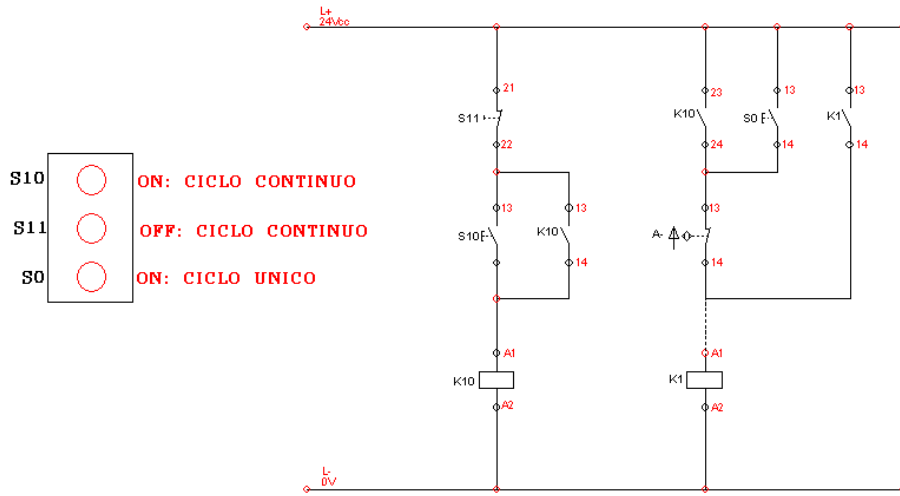 L+
24Vcc
21
S11
22
13
S10
13
K10
14
A1
K10
A2
23
K10
24
13
S0
14
13
K1
14
13
A-
14
A1
K1
A2
L-
0V
S10 ON: CICLO CONTINUO
S11 OFF: CICLO CONTINUO
S0 ON: CICLO UNICO